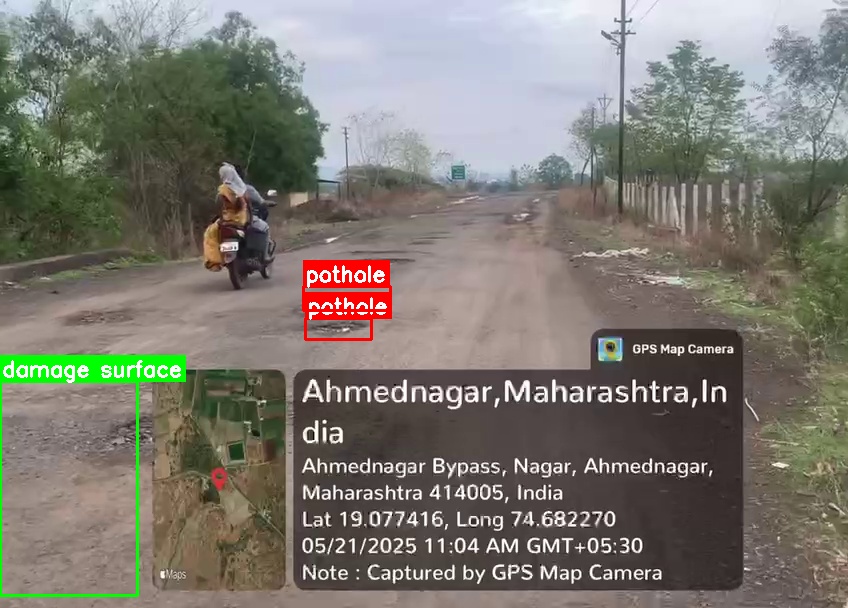 pothole
pothole
damage surface
GPS Map Camera
Ahmednagar,Maharashtra,In
dia
Ahmednagar Bypass, Nagar, Ahmednagar,
Maharashtra 414005, India
Lat 19.077416, Long 74.682270
05/21/2025 11:04 AM GMT+05:30
Note : Captured by GPS Map Camera
Maps